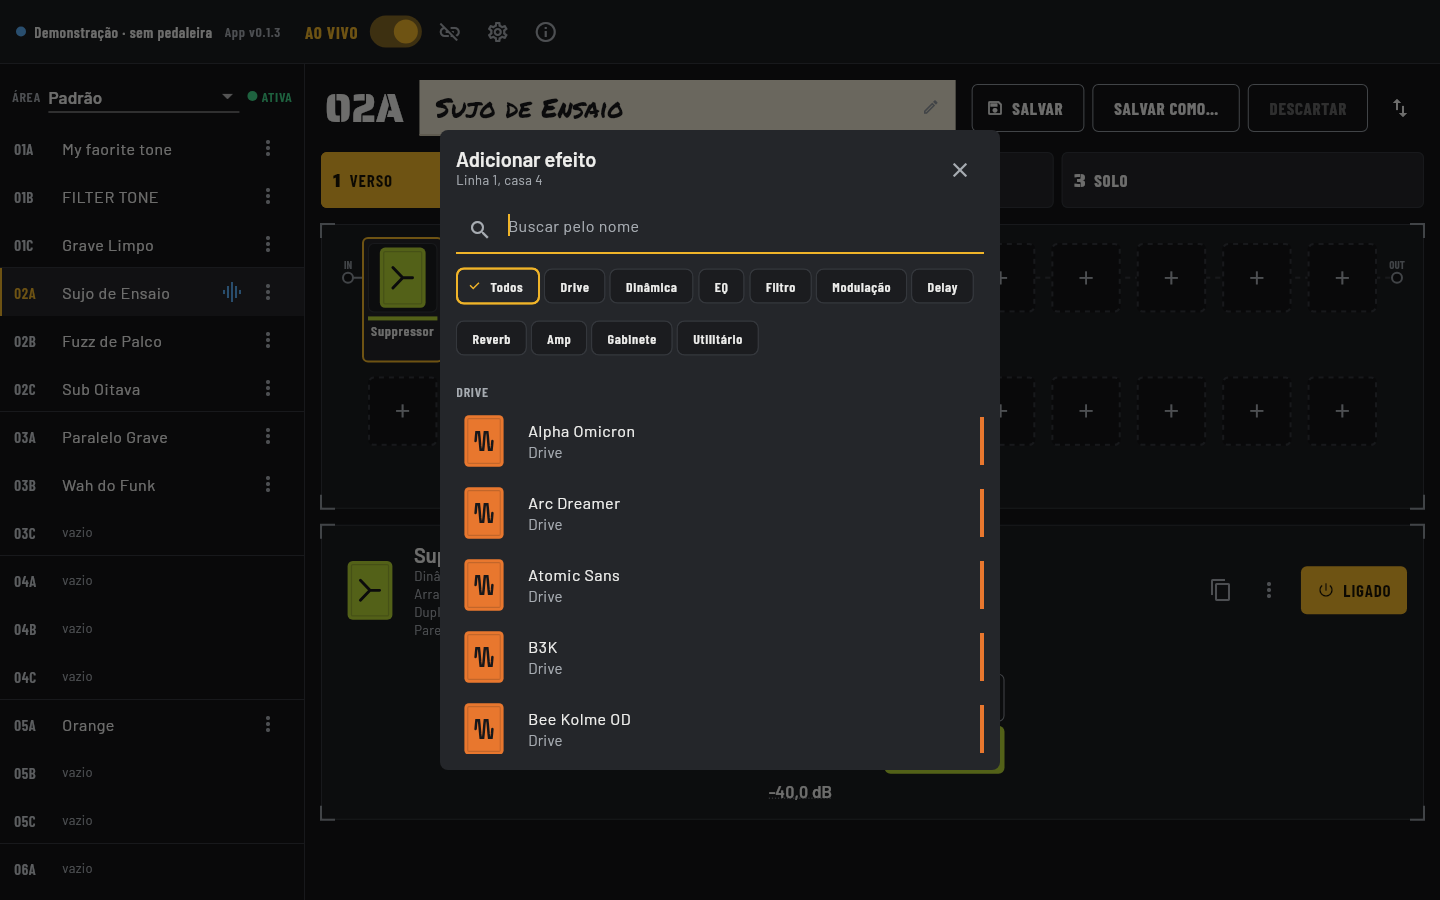 Demonstração · sem pedaleira App v0.1.3 AO VIVO
ÁREA Padrão ATIVA
02A SUJO DE ENSAIO SALVAR SALVAR COMO... DESCARTAR
01A My faorite tone
01B FILTER TONE
01C Grave Limpo
02A Sujo de Ensaio
02B Fuzz de Palco
02C Sub Oitava
03A Paralelo Grave
03B Wah do Funk
03C vazio
04A vazio
04B vazio
04C vazio
05A Orange
05B vazio
05C vazio
06A vazio
1 VERSO
3 SOLO
IN
Suppressor
OUT
Adicionar efeito
Linha 1, casa 4
Buscar pelo nome
Todos Drive Dinâmica EQ Filtro Modulação Delay
Reverb Amp Gabinete Utilitário
DRIVE
Alpha Omicron
Drive
Arc Dreamer
Drive
Atomic Sans
Drive
B3K
Drive
Bee Kolme OD
Drive
LIGADO
-40,0 dB